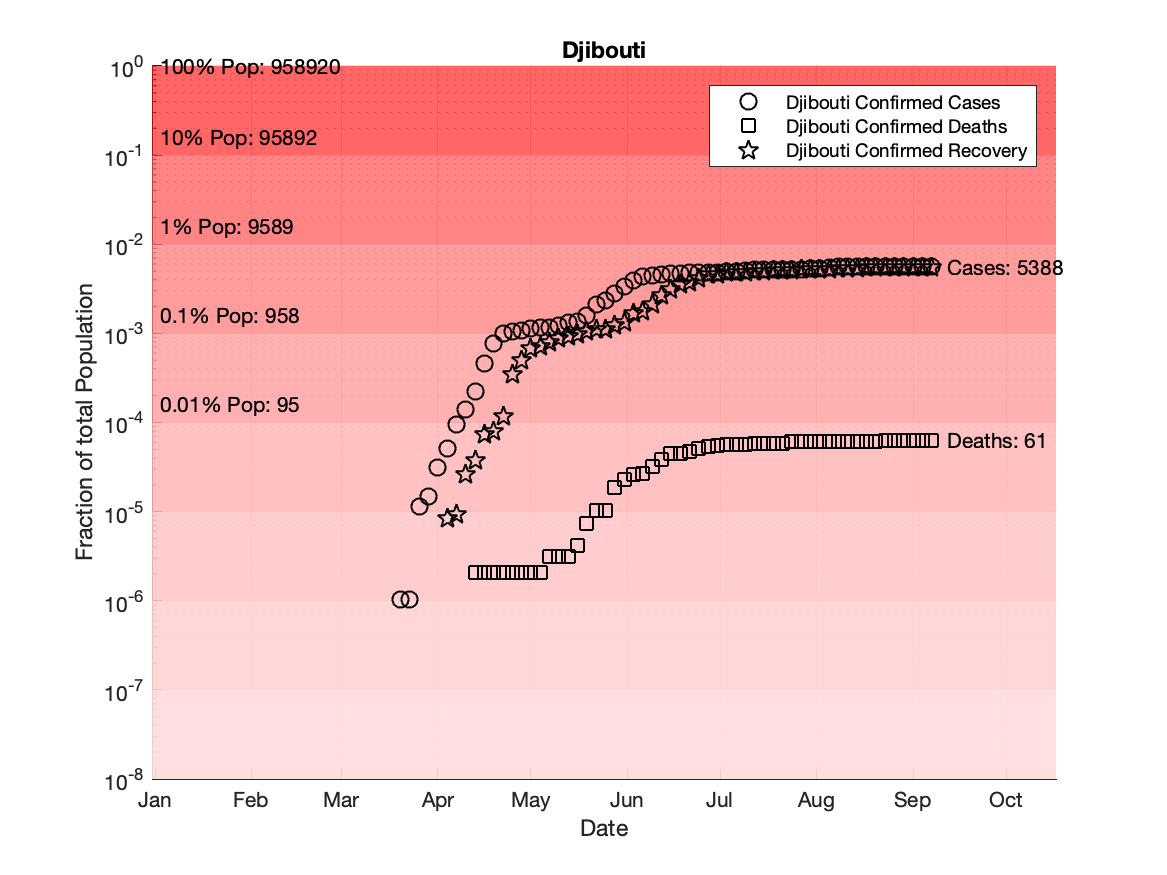 Djibouti
10^0
10^-1
10^-2
10^-3
10^-4
10^-5
10^-6
10^-7
10^-8
Fraction of total Population
100% Pop: 958920
10% Pop: 95892
1% Pop: 9589
0.1% Pop: 958
0.01% Pop: 95
Djibouti Confirmed Cases
Djibouti Confirmed Deaths
Djibouti Confirmed Recovery
Cases: 5388
Deaths: 61
Jan Feb Mar Apr May Jun Jul Aug Sep Oct
Date